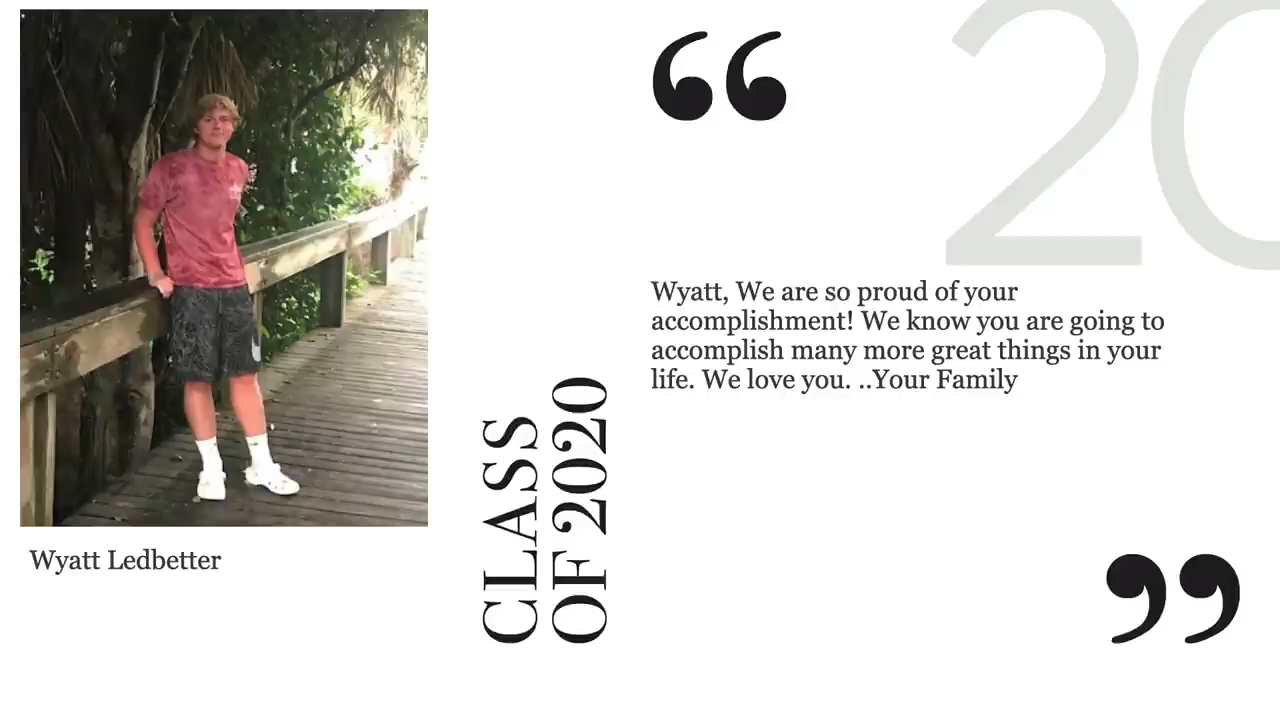 Wyatt Ledbetter
CLASS
OF 2020
20
“
Wyatt, We are so proud of your
accomplishment! We know you are going to
accomplish many more great things in your
life. We love you. ..Your Family
”